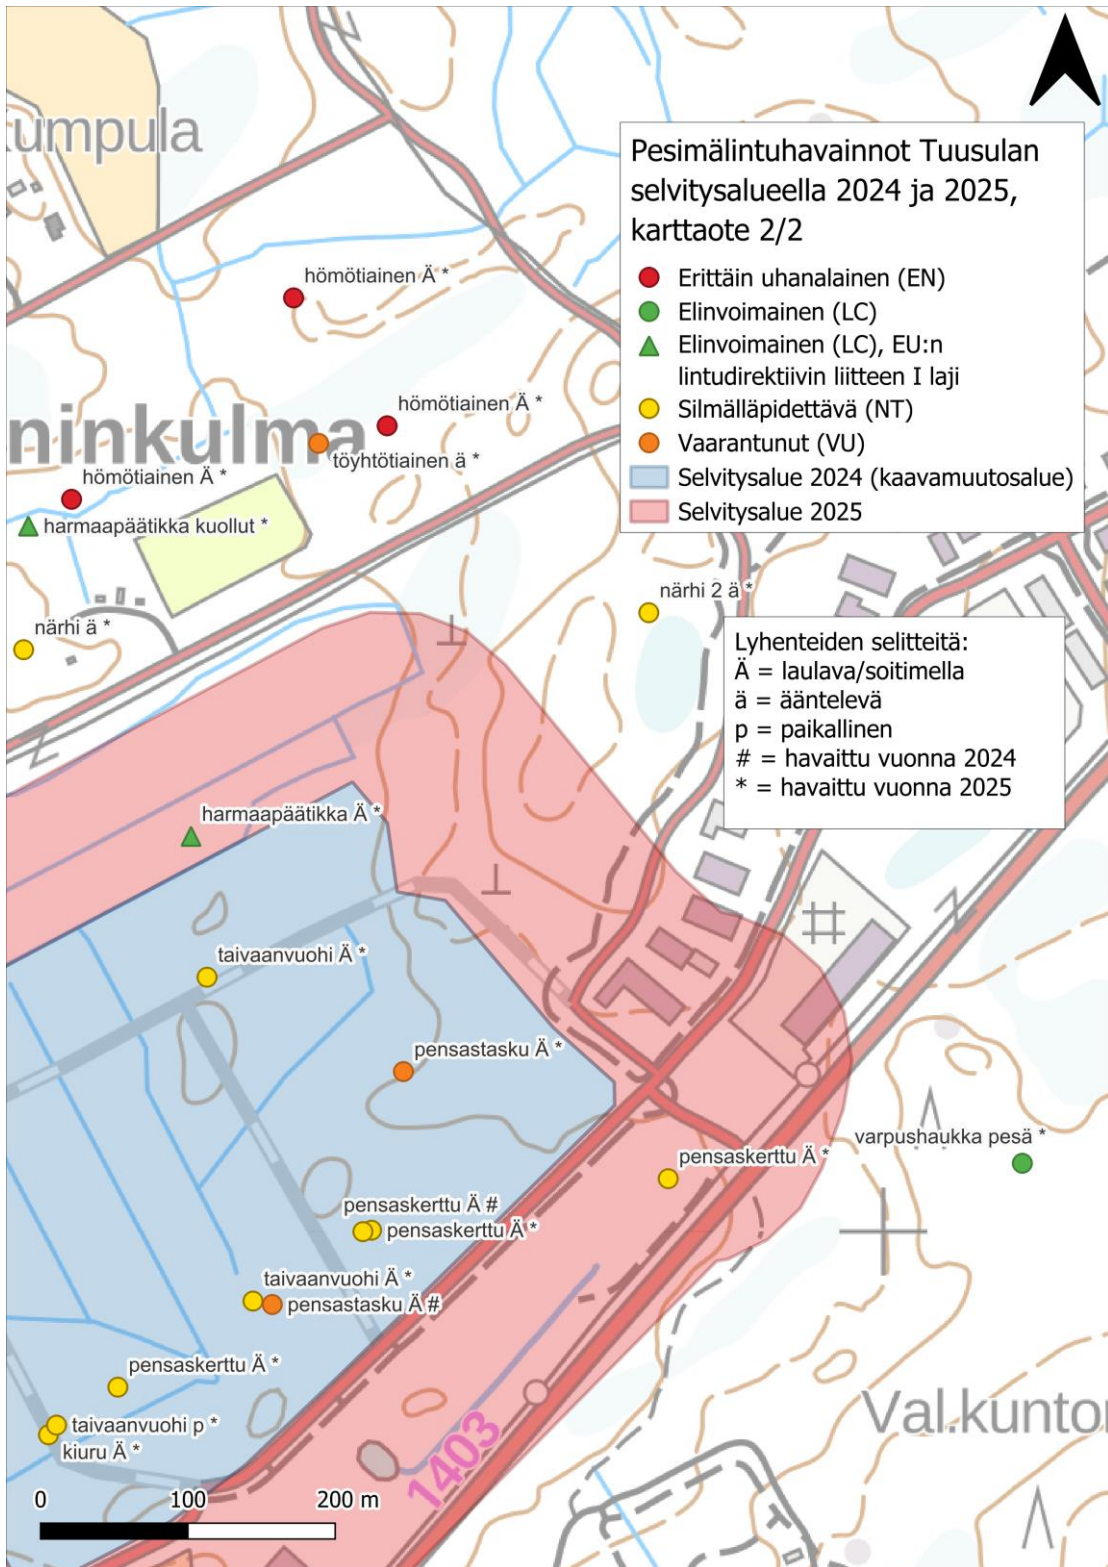 umpula
Pesimälintuhavainnot Tuusulan
selvitysalueella 2024 ja 2025,
karttaote 2/2
Erittäin uhanalainen (EN)
Elinvoimainen (LC)
Elinvoimainen (LC), EU:n
lintudirektiivin liitteen I laji
Silmälläpidettävä (NT)
Vaarantunut (VU)
Selvitysalue 2024 (kaavamuutosalue)
Selvitysalue 2025
hömötiainen Ä *
hömötiainen Ä *
ninkulma
töyhtötiainen ä *
hömötiainen Ä *
harmaapäätikka kuollut *
närhi 2 ä *
närhi ä *
Lyhenteiden selitteitä:
Ä = laulava/soitimella
ä = ääntelevä
p = paikallinen
# = havaittu vuonna 2024
* = havaittu vuonna 2025
harmaapäätikka Ä *
taivaanvuohi Ä *
pensastasku Ä *
varpushaukka pesä *
pensaskerttu Ä *
pensaskerttu Ä #
pensaskerttu Ä *
taivaanvuohi Ä *
pensastasku Ä #
pensaskerttu Ä *
taivaanvuohi p *
kiuru Ä *
Val.kuntor
1403
0 100 200 m